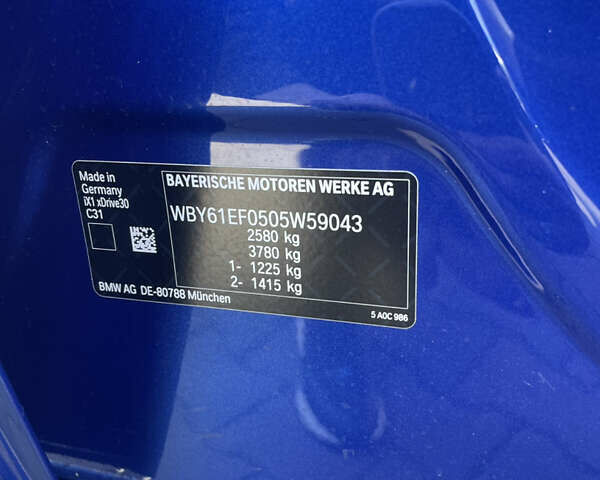 Made in
Germany
iX1 xDrive30
C31
BAYERISCHE MOTOREN WERKE AG
WBY61EF0505W59043
2580 kg
3780 kg
1- 1225 kg
2- 1415 kg
BMW AG DE-80788 München
5 A0C 986